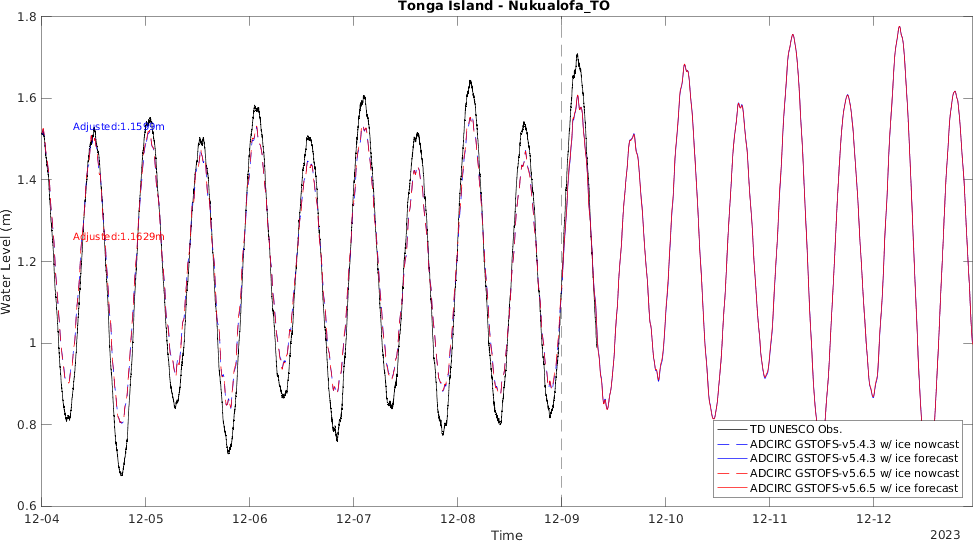 Tonga Island - Nukualofa_TO
1.8
1.6
1.4
1.2
1
0.8
0.6
Water Level (m)
Adjusted:1.1599m
Adjusted:1.1629m
TD UNESCO Obs.
ADCIRC GSTOFS-v5.4.3 w/ ice nowcast
ADCIRC GSTOFS-v5.4.3 w/ ice forecast
ADCIRC GSTOFS-v5.6.5 w/ ice nowcast
ADCIRC GSTOFS-v5.6.5 w/ ice forecast
12-04 12-05 12-06 12-07 12-08 12-09 12-10 12-11 12-12
Time
2023